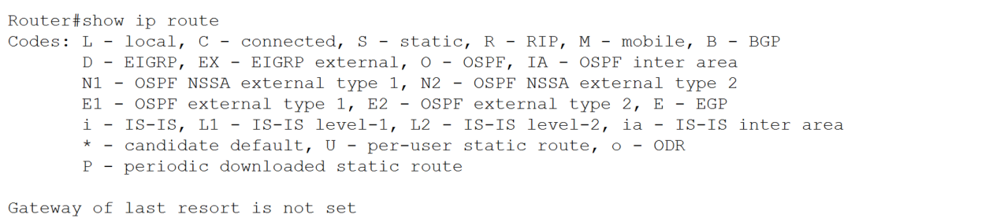 Router#show ip route
Codes: L - local, C - connected, S - static, R - RIP, M - mobile, B - BGP
D - EIGRP, EX - EIGRP external, O - OSPF, IA - OSPF inter area
N1 - OSPF NSSA external type 1, N2 - OSPF NSSA external type 2
E1 - OSPF external type 1, E2 - OSPF external type 2, E - EGP
i - IS-IS, L1 - IS-IS level-1, L2 - IS-IS level-2, ia - IS-IS inter area
* - candidate default, U - per-user static route, o - ODR
P - periodic downloaded static route
Gateway of last resort is not set